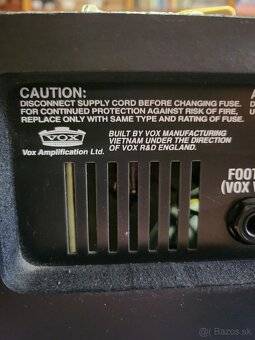 CAUTION:
DISCONNECT SUPPLY CORD BEFORE CHANGING FUSE.
FOR CONTINUED PROTECTION AGAINST RISK OF FIRE,
REPLACE ONLY WITH SAME TYPE AND RATING OF FUSE.
VOX
Vox Amplification Ltd.
BUILT BY VOX MANUFACTURING
VIETNAM UNDER THE DIRECTION
OF VOX R&D ENGLAND.
FOOT
(VOX V
© Bazos.sk